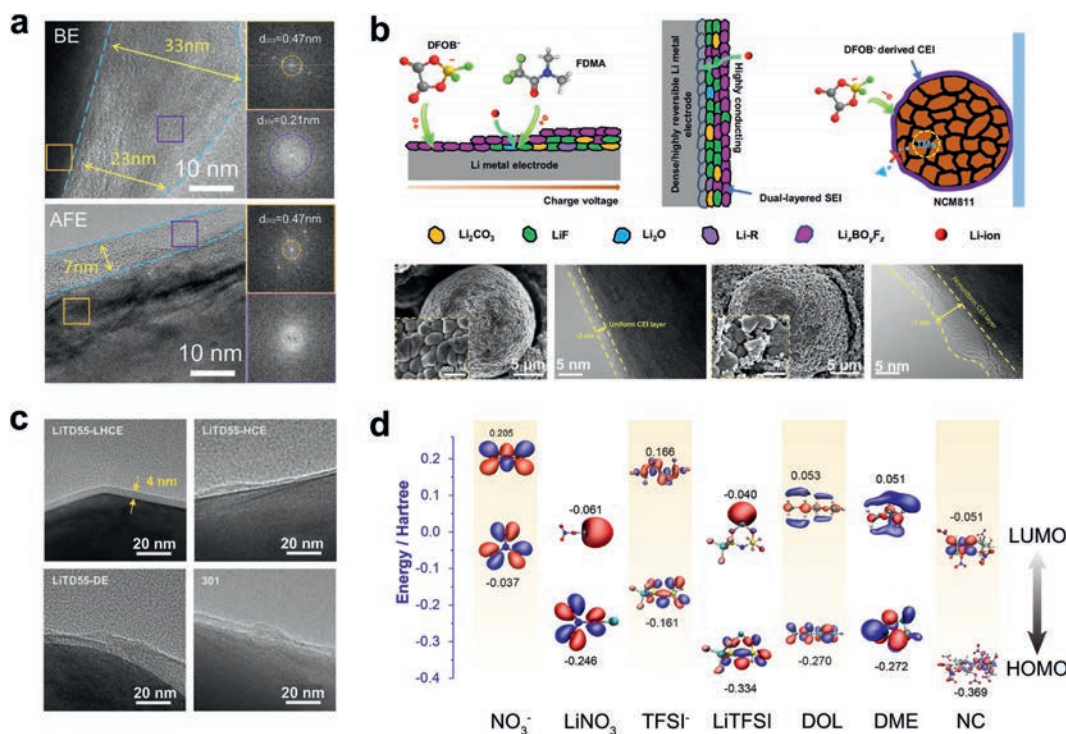 a
BE
33nm
23nm
10 nm
d₀₀₃=0.47nm
d₁₀₄=0.21nm
AFE
7nm
10 nm
d₀₀₃=0.47nm
b
DFOB⁻
FDMA
Li metal electrode
Charge voltage
Dense/highly reversible Li metal
electrode
Highly
conducting
Dual-layered SEI
DFOB⁻ derived CEI
TMs
NCM811
Li₂CO₃
LiF
Li₂O
Li-R
LiₓBOᵧF_z
Li-ion
5 μm
Uniform CEI layer
5 nm
5 μm
CEI layer
5 nm
c
LiTD55-LHCE
4 nm
20 nm
LiTD55-HCE
20 nm
LiTD55-DE
20 nm
301
20 nm
d
Energy / Hartree
0.2
0.1
0.0
-0.1
-0.2
-0.3
-0.4
0.205
-0.037
-0.061
-0.246
0.166
-0.161
-0.040
-0.334
0.053
-0.270
0.051
-0.272
-0.051
-0.369
LUMO
HOMO
NO₃⁻
LiNO₃
TFSI⁻
LiTFSI
DOL
DME
NC